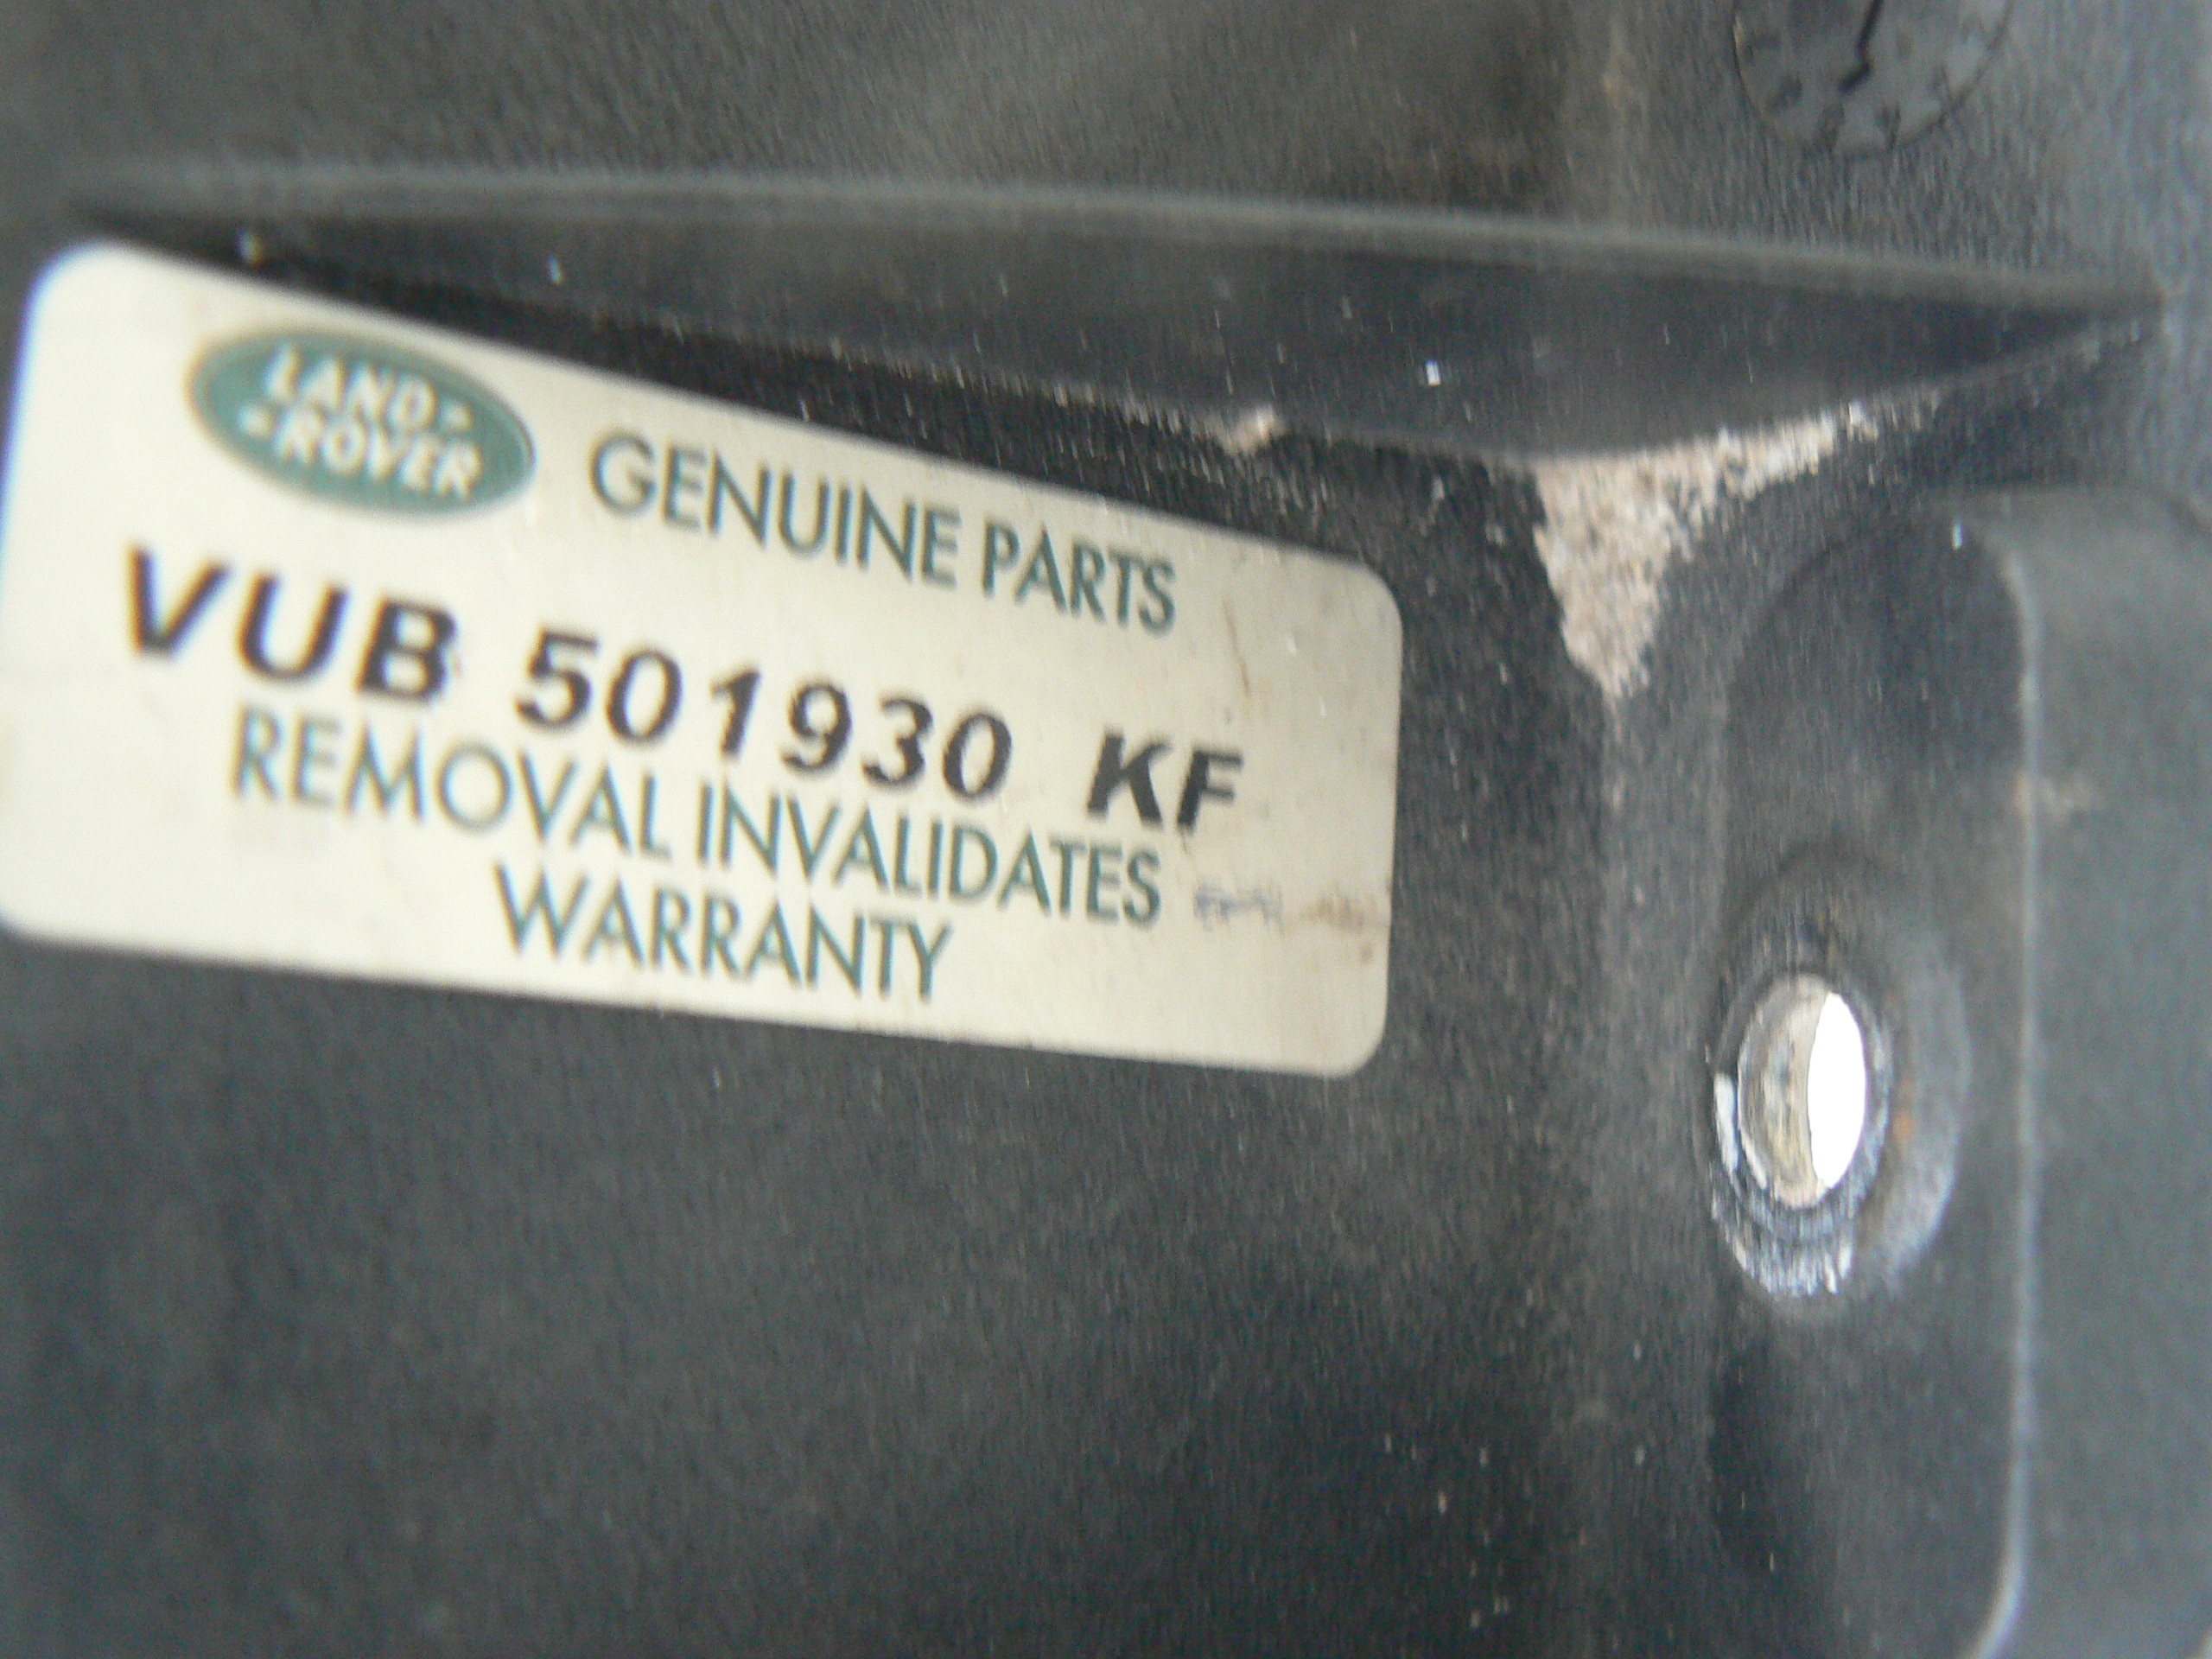 LAND
ROVER
GENUINE PARTS
VUB 501930 KF
REMOVAL INVALIDATES
WARRANTY